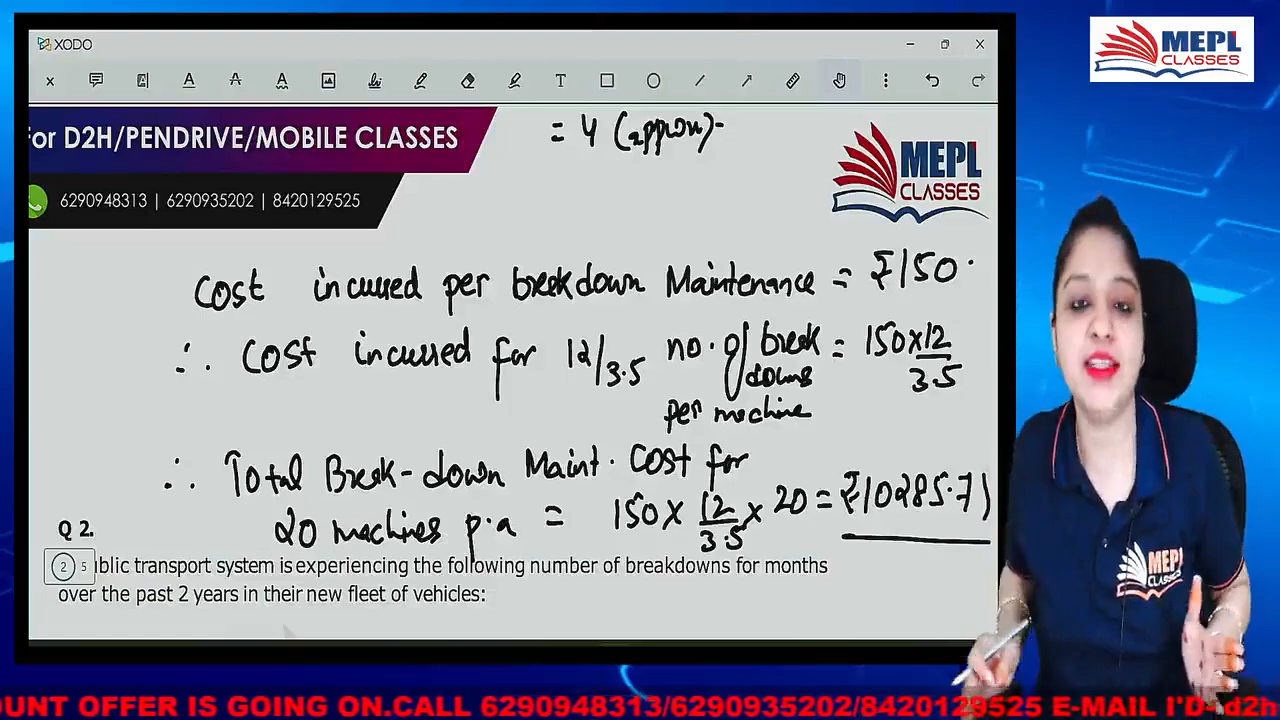 XODO
MEPL
CLASSES
For D2H/PENDRIVE/MOBILE CLASSES
6290948313 | 6290935202 | 8420129525
= 4 (approx)
MEPL
CLASSES
Cost incurred per breakdown Maintenance = ₹150.
∴ Cost incurred for 12/3.5 no. of break downs per machine = 150×12/3.5
∴ Total Break-down Maint. Cost for
20 machines p.a = 150 × 12/3.5 × 20 = ₹10285.71
Q 2.
2 5
blic transport system is experiencing the following number of breakdowns for months
over the past 2 years in their new fleet of vehicles:
MEPL
CLASSES
OUNT OFFER IS GOING ON.CALL 6290948313/6290935202/8420129525 E-MAIL I'D- d2h